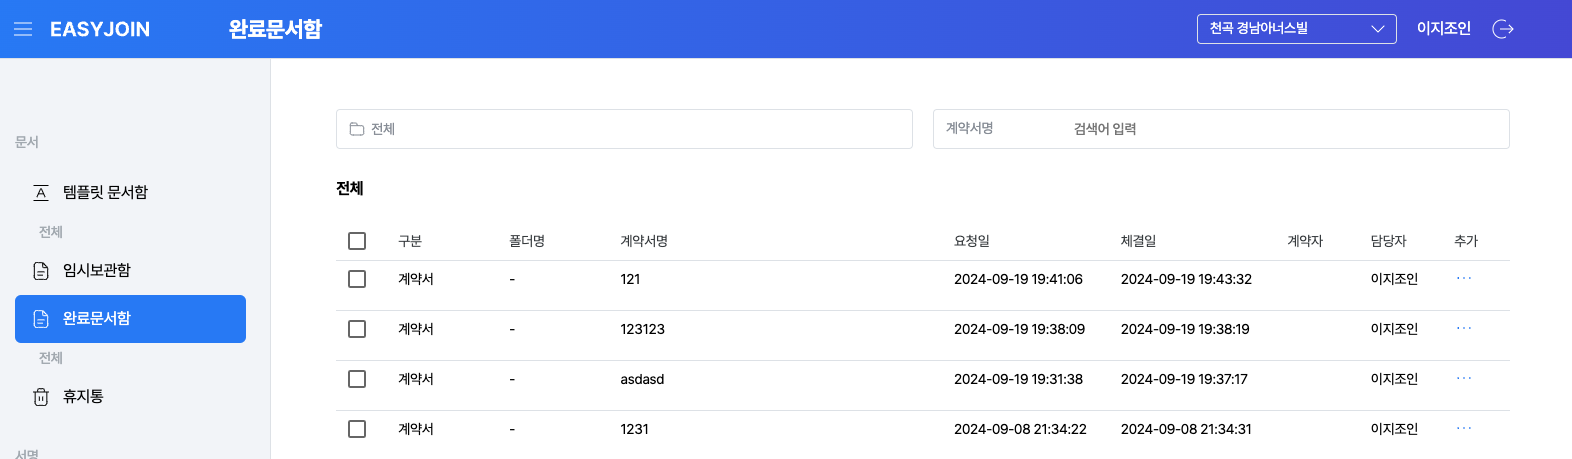 EASYJOIN
완료문서함
천곡 경남아너스빌
이지조인
문서
템플릿 문서함
전체
임시보관함
완료문서함
전체
휴지통
서명
전체
계약서명 검색어 입력
전체
구분 폴더명 계약서명 요청일 체결일 계약자 담당자 추가
계약서 - 121 2024-09-19 19:41:06 2024-09-19 19:43:32 이지조인 ...
계약서 - 123123 2024-09-19 19:38:09 2024-09-19 19:38:19 이지조인 ...
계약서 - asdasd 2024-09-19 19:31:38 2024-09-19 19:37:17 이지조인 ...
계약서 - 1231 2024-09-08 21:34:22 2024-09-08 21:34:31 이지조인 ...